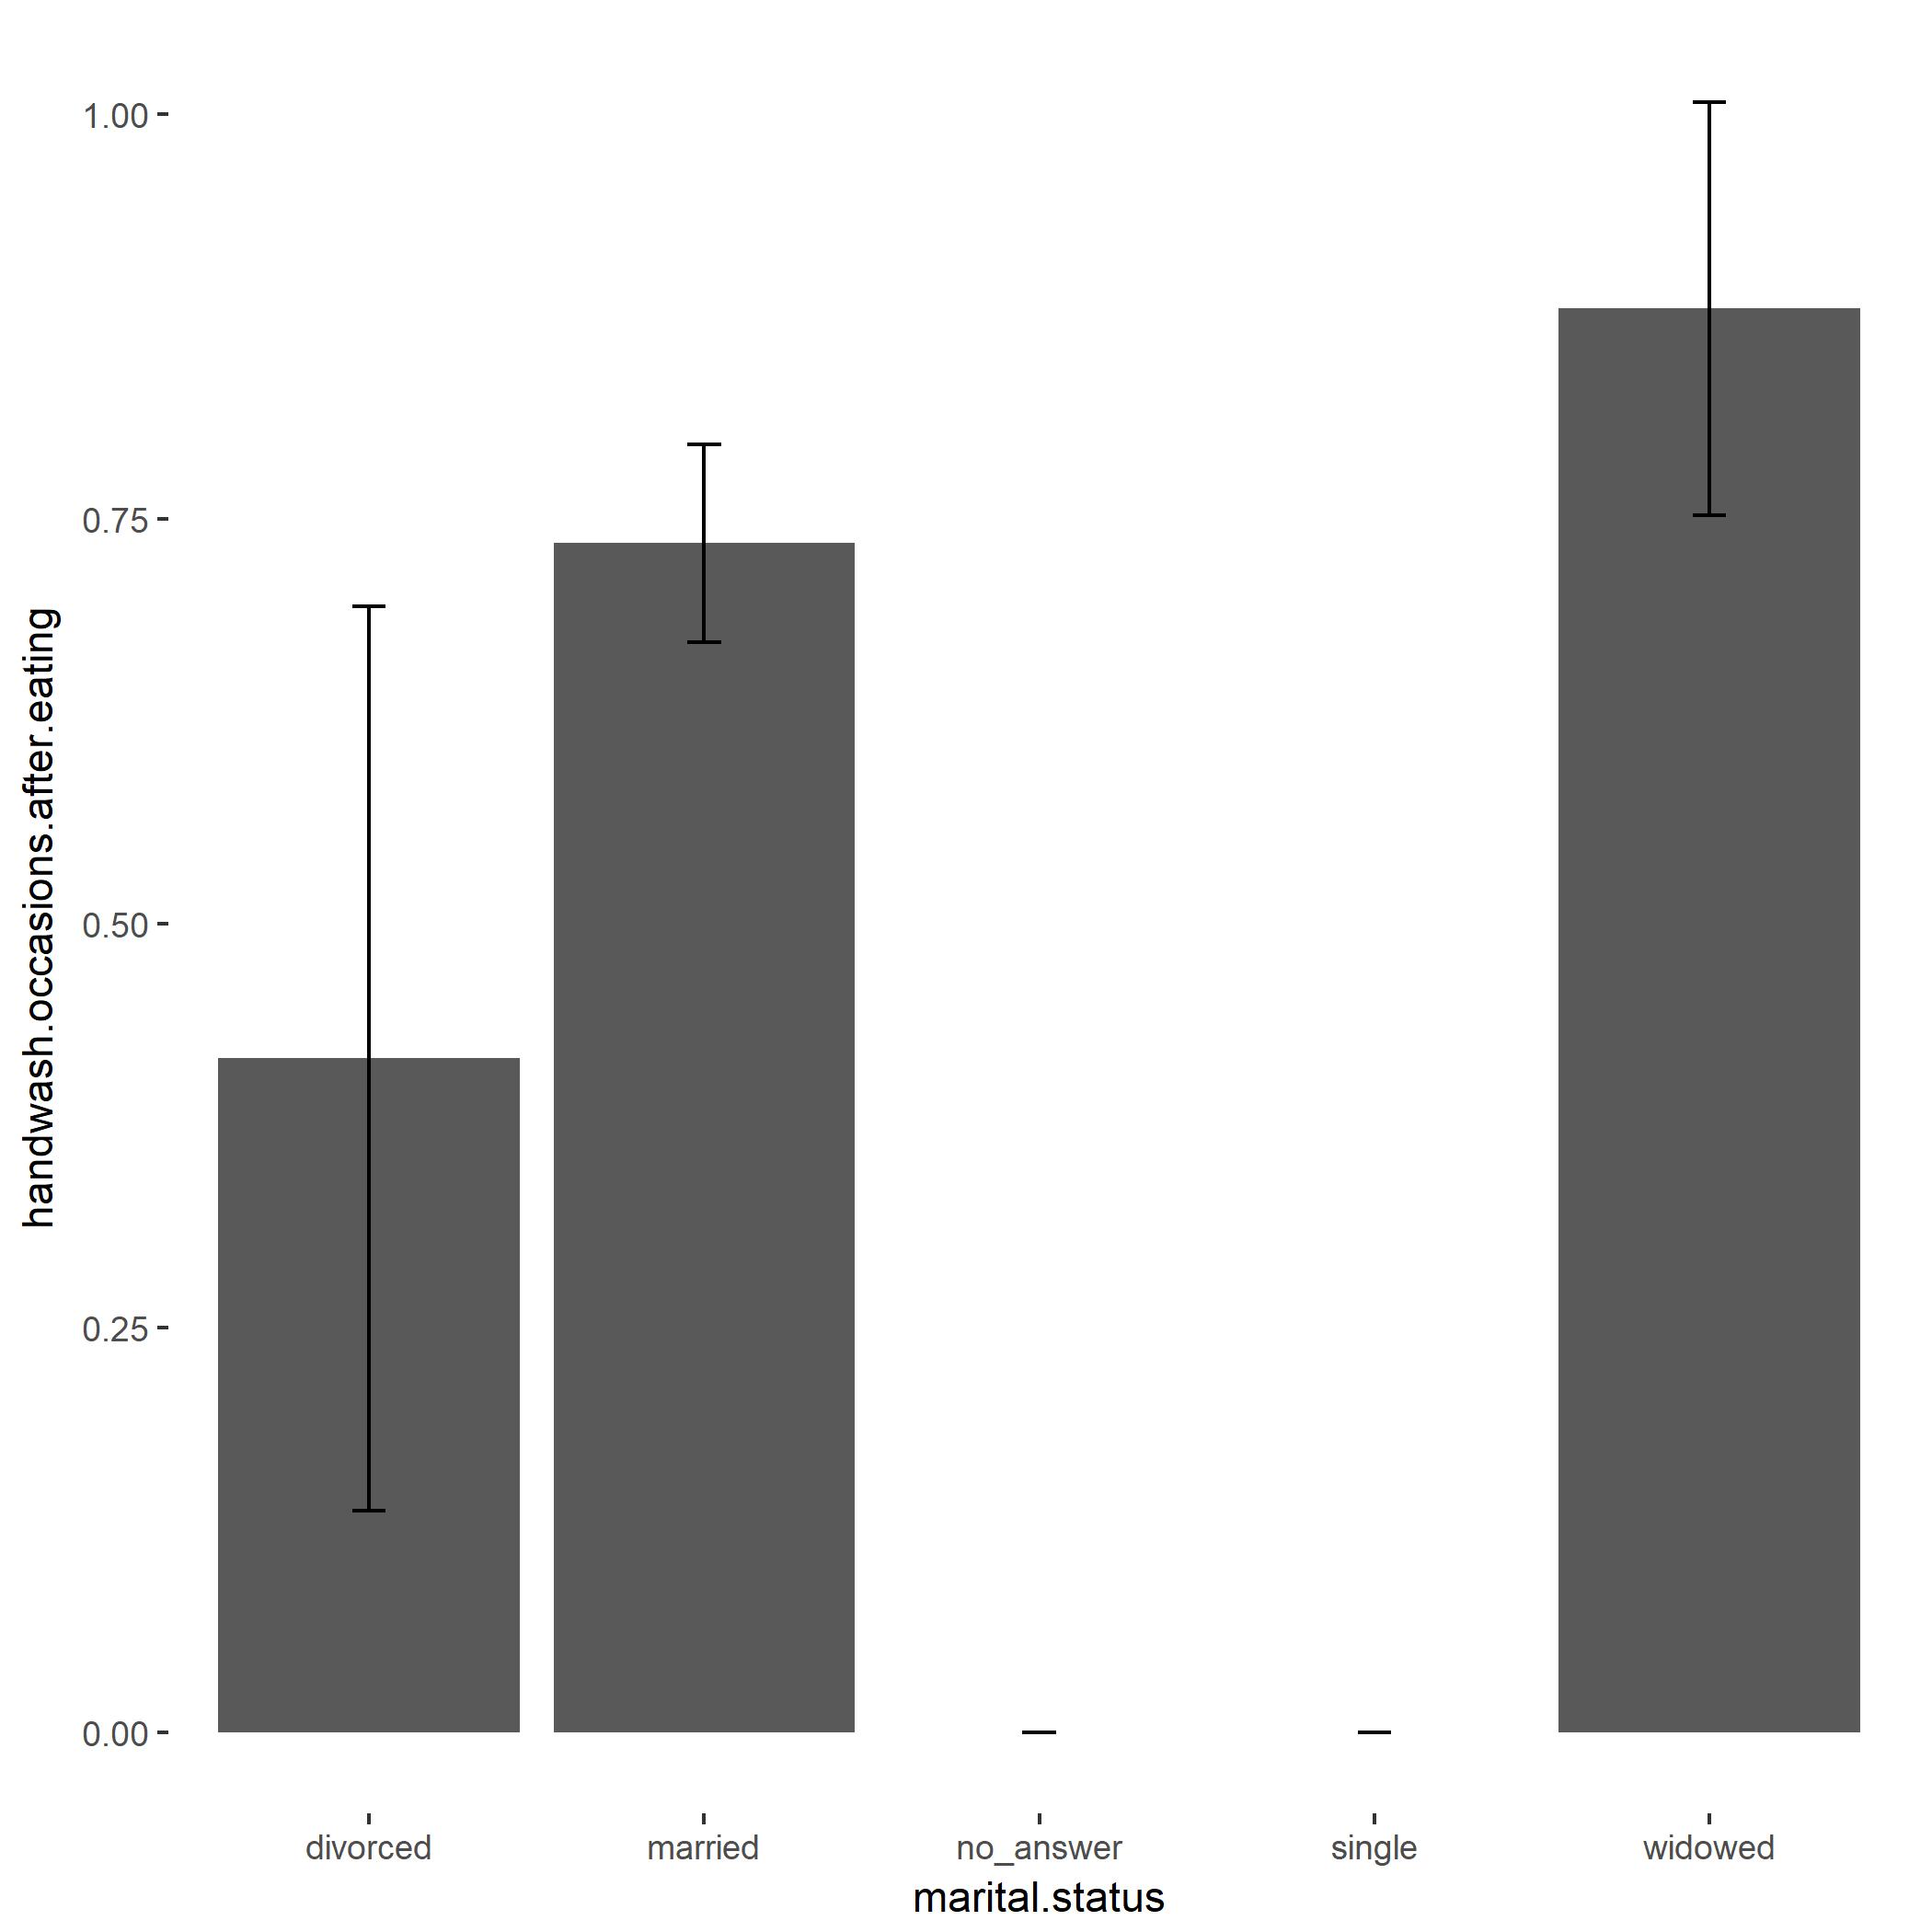 1.00
0.75
0.50
0.25
0.00
handwash.occasions.after.eating
divorced married no_answer single widowed
marital.status